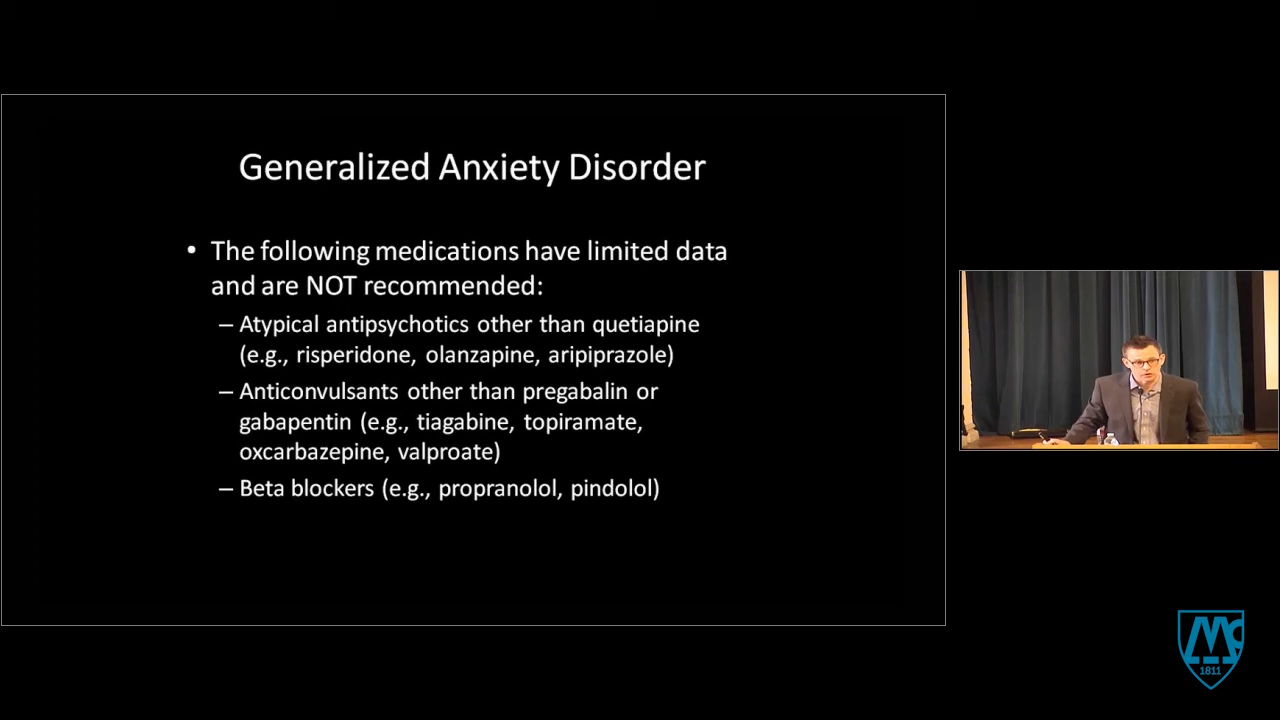 Generalized Anxiety Disorder
• The following medications have limited data
and are NOT recommended:
– Atypical antipsychotics other than quetiapine
(e.g., risperidone, olanzapine, aripiprazole)
– Anticonvulsants other than pregabalin or
gabapentin (e.g., tiagabine, topiramate,
oxcarbazepine, valproate)
– Beta blockers (e.g., propranolol, pindolol)
Mc
1811